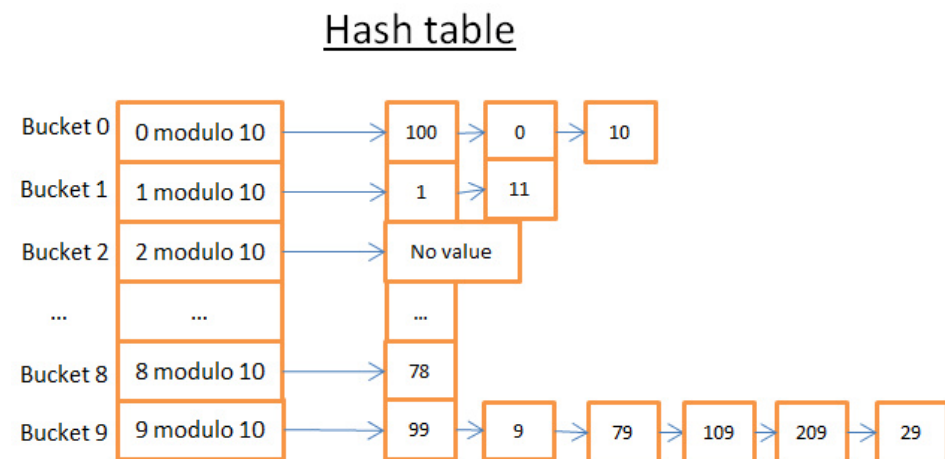 Hash table
Bucket 0 0 modulo 10 100 0 10
Bucket 1 1 modulo 10 1 11
Bucket 2 2 modulo 10 No value
... ... ...
Bucket 8 8 modulo 10 78
Bucket 9 9 modulo 10 99 9 79 109 209 29